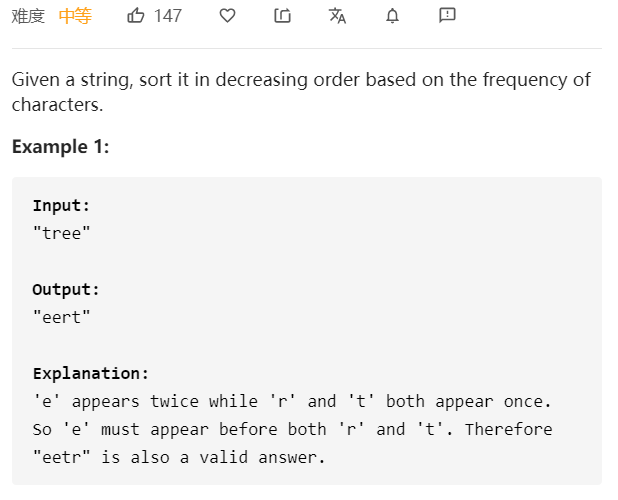 难度 中等 147
Given a string, sort it in decreasing order based on the frequency of
characters.
Example 1:
Input:
"tree"
Output:
"eert"
Explanation:
'e' appears twice while 'r' and 't' both appear once.
So 'e' must appear before both 'r' and 't'. Therefore
"eetr" is also a valid answer.